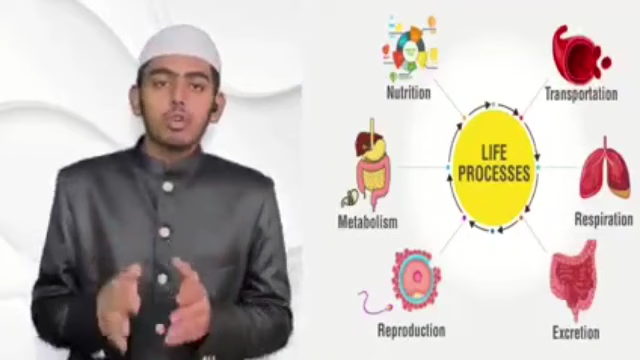 Nutrition
Transportation
LIFE
PROCESSES
Metabolism
Respiration
Reproduction
Excretion